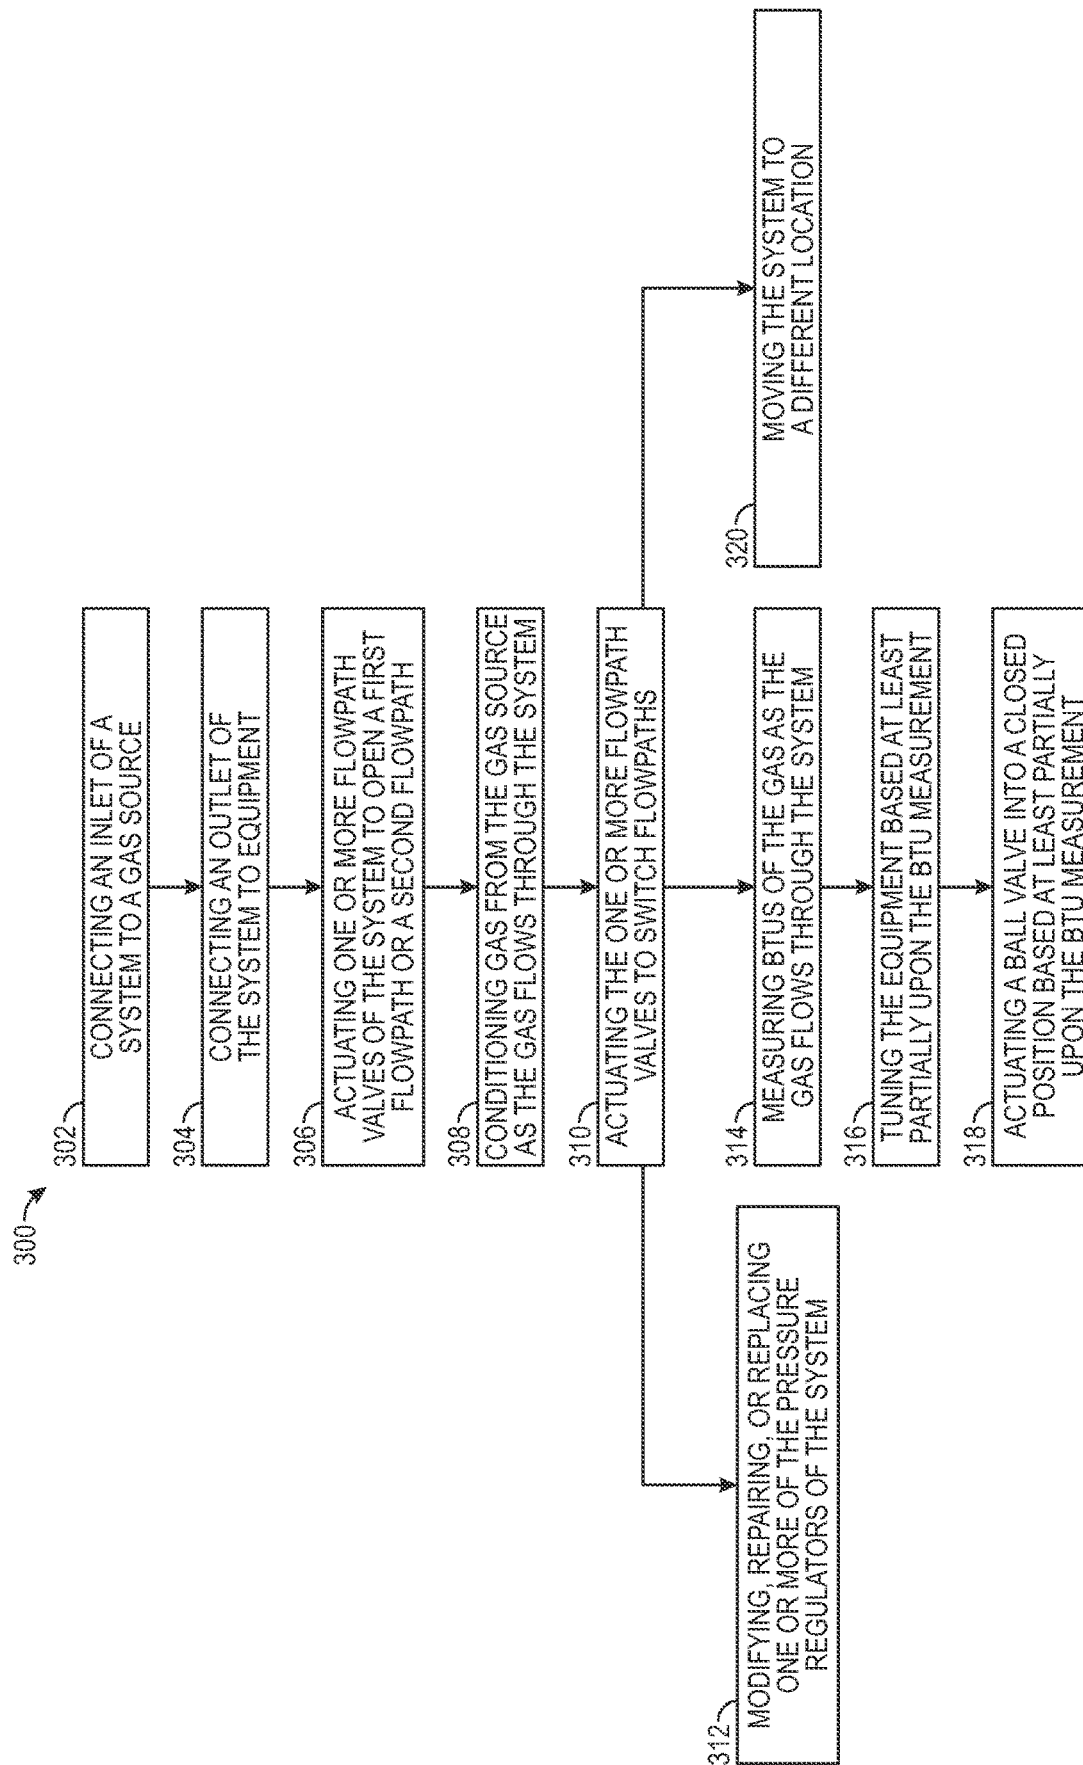 300
302
CONNECTING AN INLET OF A
SYSTEM TO A GAS SOURCE
304
CONNECTING AN OUTLET OF
THE SYSTEM TO EQUIPMENT
306
ACTUATING ONE OR MORE FLOWPATH
VALVES OF THE SYSTEM TO OPEN A FIRST
FLOWPATH OR A SECOND FLOWPATH
308
CONDITIONING GAS FROM THE GAS SOURCE
AS THE GAS FLOWS THROUGH THE SYSTEM
310
ACTUATING THE ONE OR MORE FLOWPATH
VALVES TO SWITCH FLOWPATHS
312
MODIFYING, REPAIRING, OR REPLACING
ONE OR MORE OF THE PRESSURE
REGULATORS OF THE SYSTEM
314
MEASURING BTUS OF THE GAS AS THE
GAS FLOWS THROUGH THE SYSTEM
316
TUNING THE EQUIPMENT BASED AT LEAST
PARTIALLY UPON THE BTU MEASUREMENT
318
ACTUATING A BALL VALVE INTO A CLOSED
POSITION BASED AT LEAST PARTIALLY
UPON THE BTU MEASUREMENT
320
MOVING THE SYSTEM TO
A DIFFERENT LOCATION